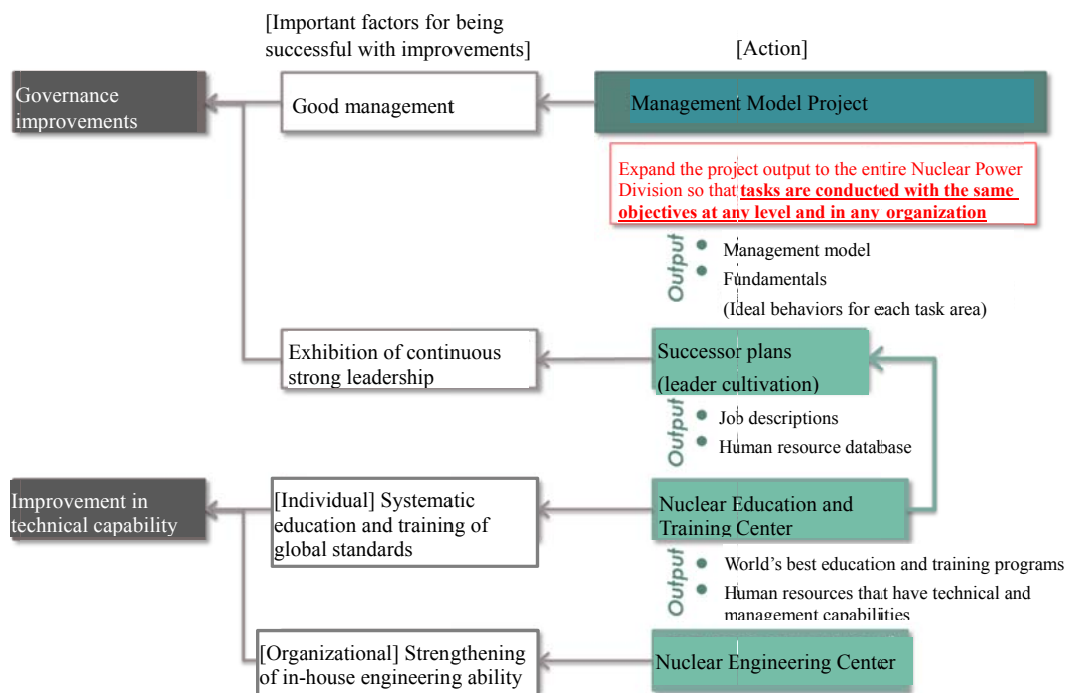 [Important factors for being
successful with improvements]
[Action]
Governance
improvements
Good management
Management Model Project
Expand the project output to the entire Nuclear Power
Division so that tasks are conducted with the same
objectives at any level and in any organization
Output
Management model
Fundamentals
(Ideal behaviors for each task area)
Exhibition of continuous
strong leadership
Successor plans
(leader cultivation)
Output
Job descriptions
Human resource database
Improvement in
technical capability
[Individual] Systematic
education and training of
global standards
Nuclear Education and
Training Center
Output
World's best education and training programs
Human resources that have technical and
management capabilities
[Organizational] Strengthening
of in-house engineering ability
Nuclear Engineering Center